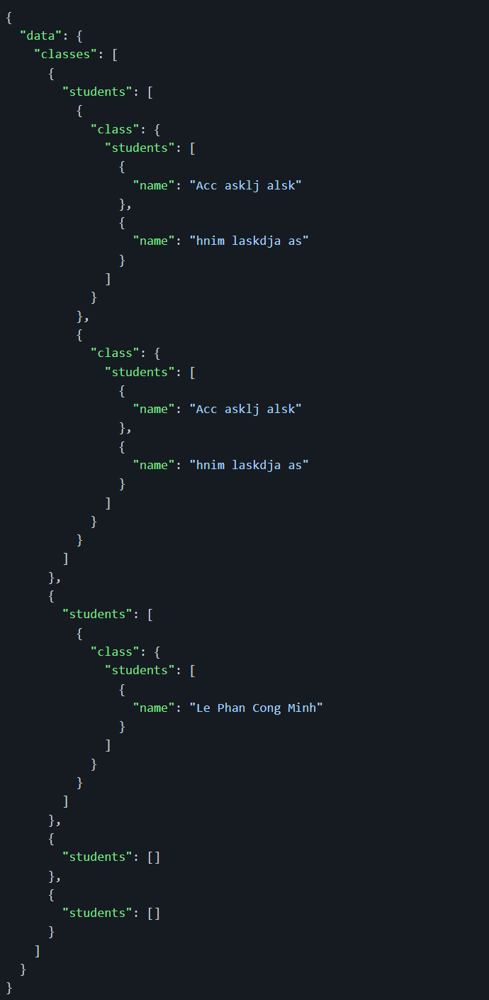 {
  "data": {
    "classes": [
      {
        "students": [
          {
            "class": {
              "students": [
                {
                  "name": "Acc asklj alsk"
                },
                {
                  "name": "hnim laskdja as"
                }
              ]
            }
          },
          {
            "class": {
              "students": [
                {
                  "name": "Acc asklj alsk"
                },
                {
                  "name": "hnim laskdja as"
                }
              ]
            }
          }
        ]
      },
      {
        "students": [
          {
            "class": {
              "students": [
                {
                  "name": "Le Phan Cong Minh"
                }
              ]
            }
          }
        ]
      },
      {
        "students": []
      },
      {
        "students": []
      }
    ]
  }
}